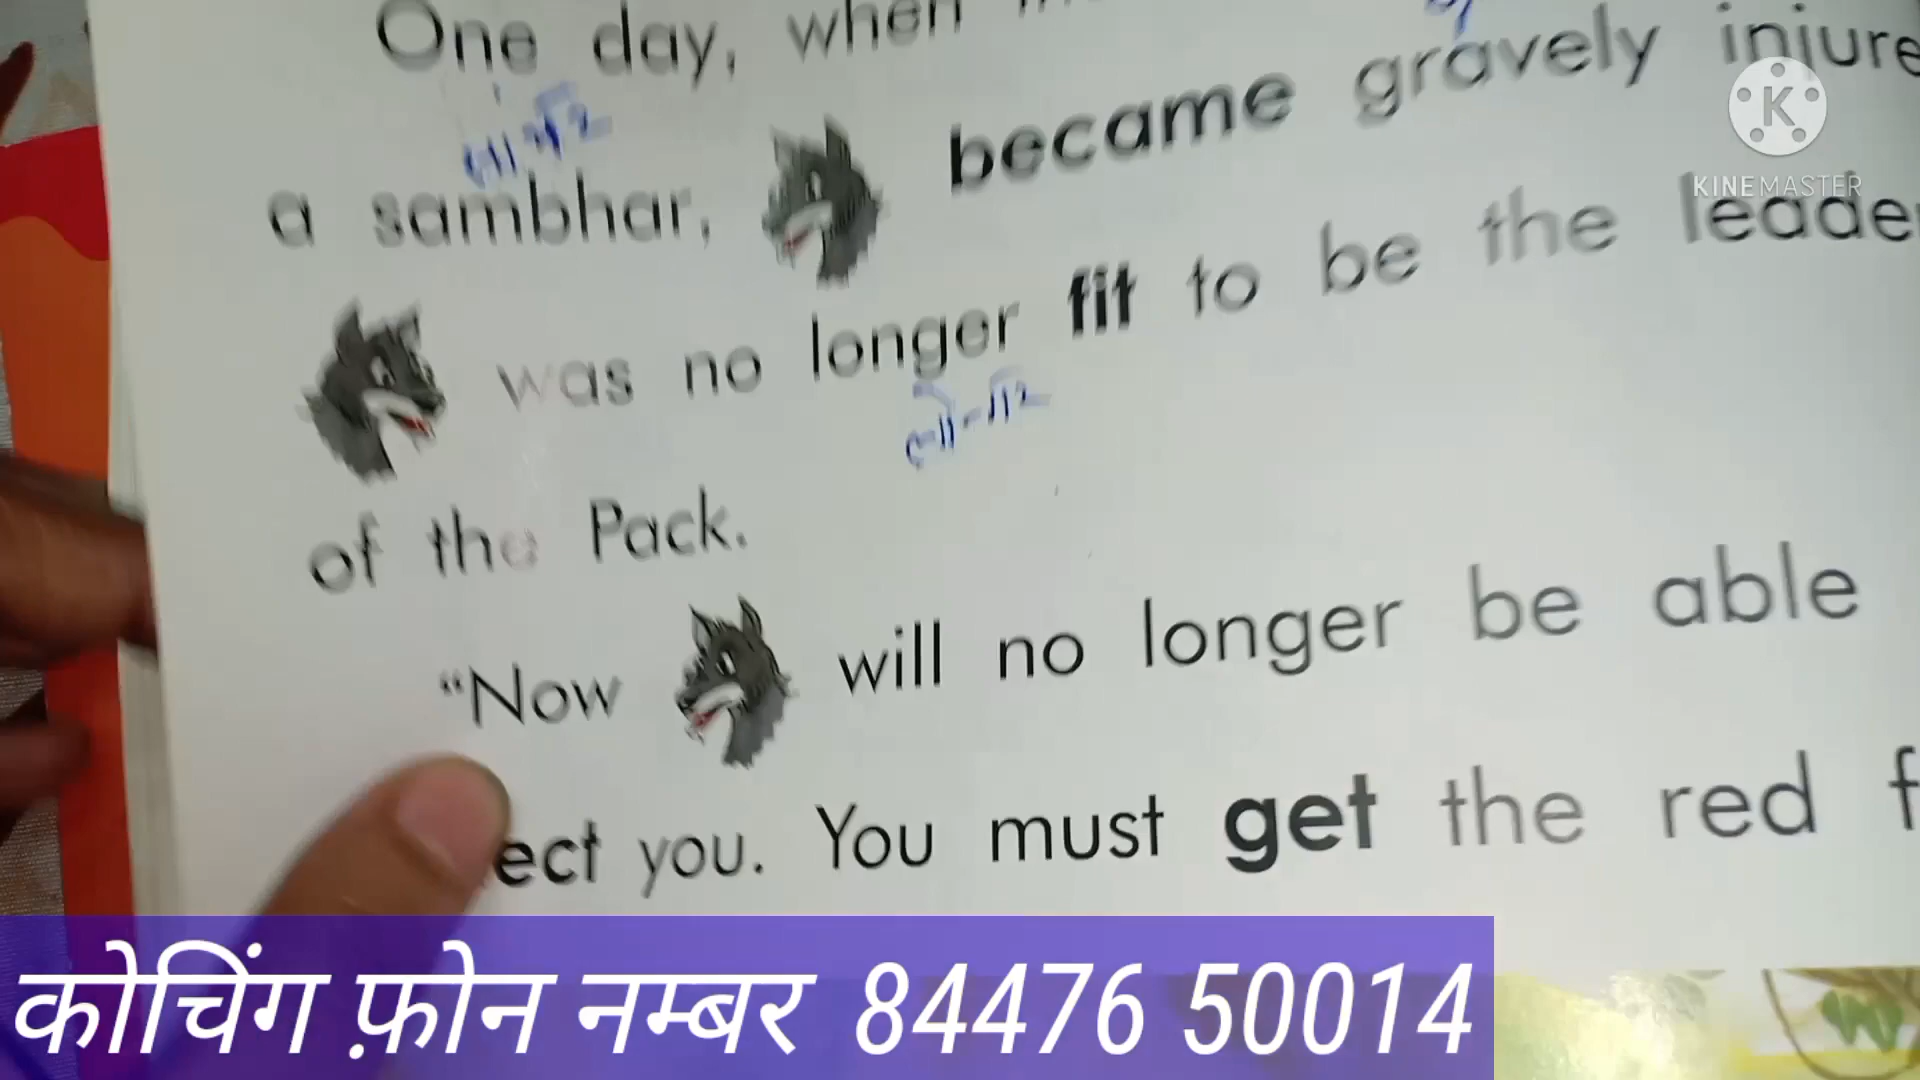 One day, when
a sambhar, became gravely injure
was no longer fit to be the leade
of the Pack.
"Now will no longer be able
ect you. You must get the red f
KINEMASTER
कोचिंग फ़ोन नम्बर 84476 50014